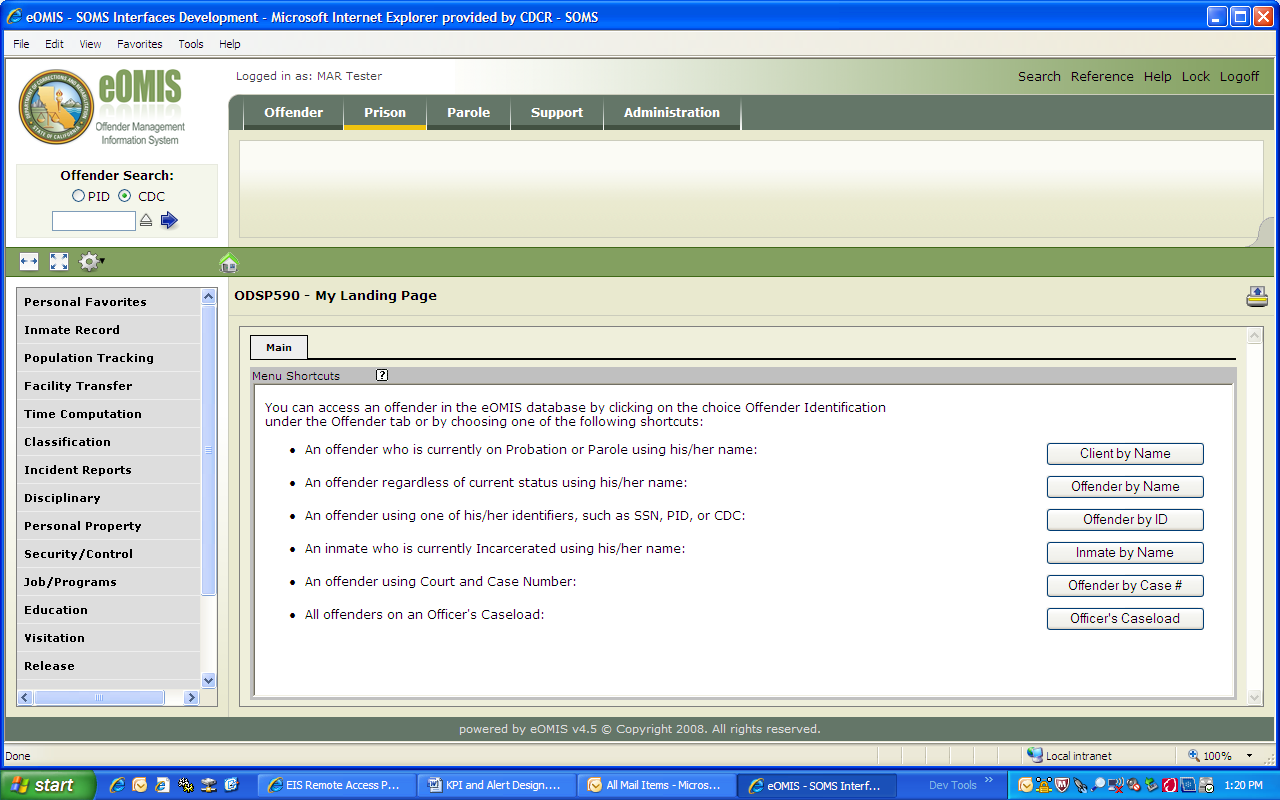 eOMIS - SOMS Interfaces Development - Microsoft Internet Explorer provided by CDCR - SOMS
File Edit View Favorites Tools Help
eOMIS
Offender Management
Information System
Logged in as: MAR Tester
Search Reference Help Lock Logoff
Offender Prison Parole Support Administration
Offender Search:
PID CDC
ODSP590 - My Landing Page
Personal Favorites
Inmate Record
Population Tracking
Facility Transfer
Time Computation
Classification
Incident Reports
Disciplinary
Personal Property
Security/Control
Job/Programs
Education
Visitation
Release
Main
Menu Shortcuts ?
You can access an offender in the eOMIS database by clicking on the choice Offender Identification
under the Offender tab or by choosing one of the following shortcuts:
• An offender who is currently on Probation or Parole using his/her name: Client by Name
• An offender regardless of current status using his/her name: Offender by Name
• An offender using one of his/her identifiers, such as SSN, PID, or CDC: Offender by ID
• An inmate who is currently Incarcerated using his/her name: Inmate by Name
• An offender using Court and Case Number: Offender by Case #
• All offenders on an Officer's Caseload: Officer's Caseload
powered by eOMIS v4.5 © Copyright 2008. All rights reserved.
Done Local intranet 100%
start EIS Remote Access P... KPI and Alert Design.... All Mail Items - Micros... eOMIS - SOMS Interf... Dev Tools » 1:20 PM